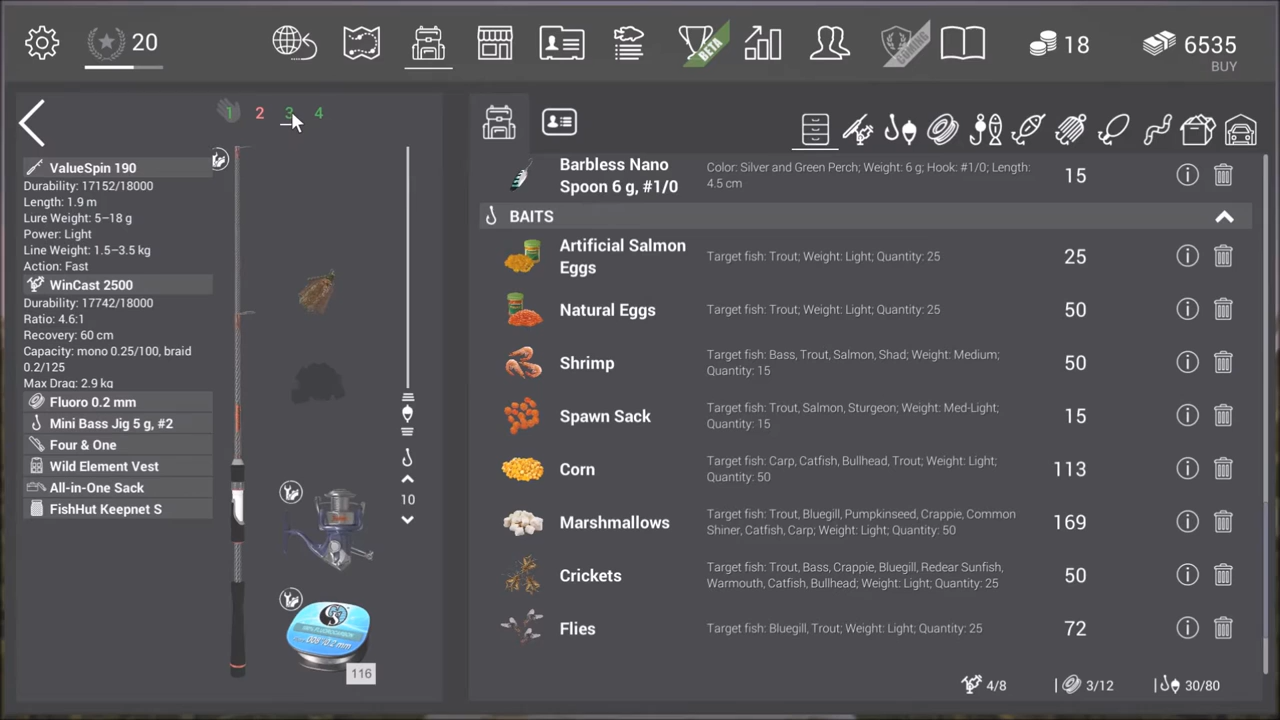 20
BETA
COMING
18
6535
BUY
1 2 3 4
ValueSpin 190
Durability: 17152/18000
Length: 1.9 m
Lure Weight: 5–18 g
Power: Light
Line Weight: 1.5–3.5 kg
Action: Fast
WinCast 2500
Durability: 17742/18000
Ratio: 4.6:1
Recovery: 60 cm
Capacity: mono 0.25/100, braid
0.2/125
Max Drag: 2.9 kg
Fluoro 0.2 mm
Mini Bass Jig 5 g, #2
Four & One
Wild Element Vest
All-in-One Sack
FishHut Keepnet S
10
116
Barbless Nano
Spoon 6 g, #1/0
Color: Silver and Green Perch; Weight: 6 g; Hook: #1/0; Length:
4.5 cm
15
BAITS
Artificial Salmon
Eggs
Target fish: Trout; Weight: Light; Quantity: 25
25
Natural Eggs
Target fish: Trout; Weight: Light; Quantity: 25
50
Shrimp
Target fish: Bass, Trout, Salmon, Shad; Weight: Medium;
Quantity: 15
50
Spawn Sack
Target fish: Trout, Salmon, Sturgeon; Weight: Med-Light;
Quantity: 15
15
Corn
Target fish: Carp, Catfish, Bullhead, Trout; Weight: Light;
Quantity: 50
113
Marshmallows
Target fish: Trout, Bluegill, Pumpkinseed, Crappie, Common
Shiner, Catfish, Carp; Weight: Light; Quantity: 50
169
Crickets
Target fish: Trout, Bass, Crappie, Bluegill, Redear Sunfish,
Warmouth, Catfish, Bullhead; Weight: Light; Quantity: 25
50
Flies
Target fish: Bluegill, Trout; Weight: Light; Quantity: 25
72
4/8 | 3/12 | 30/80